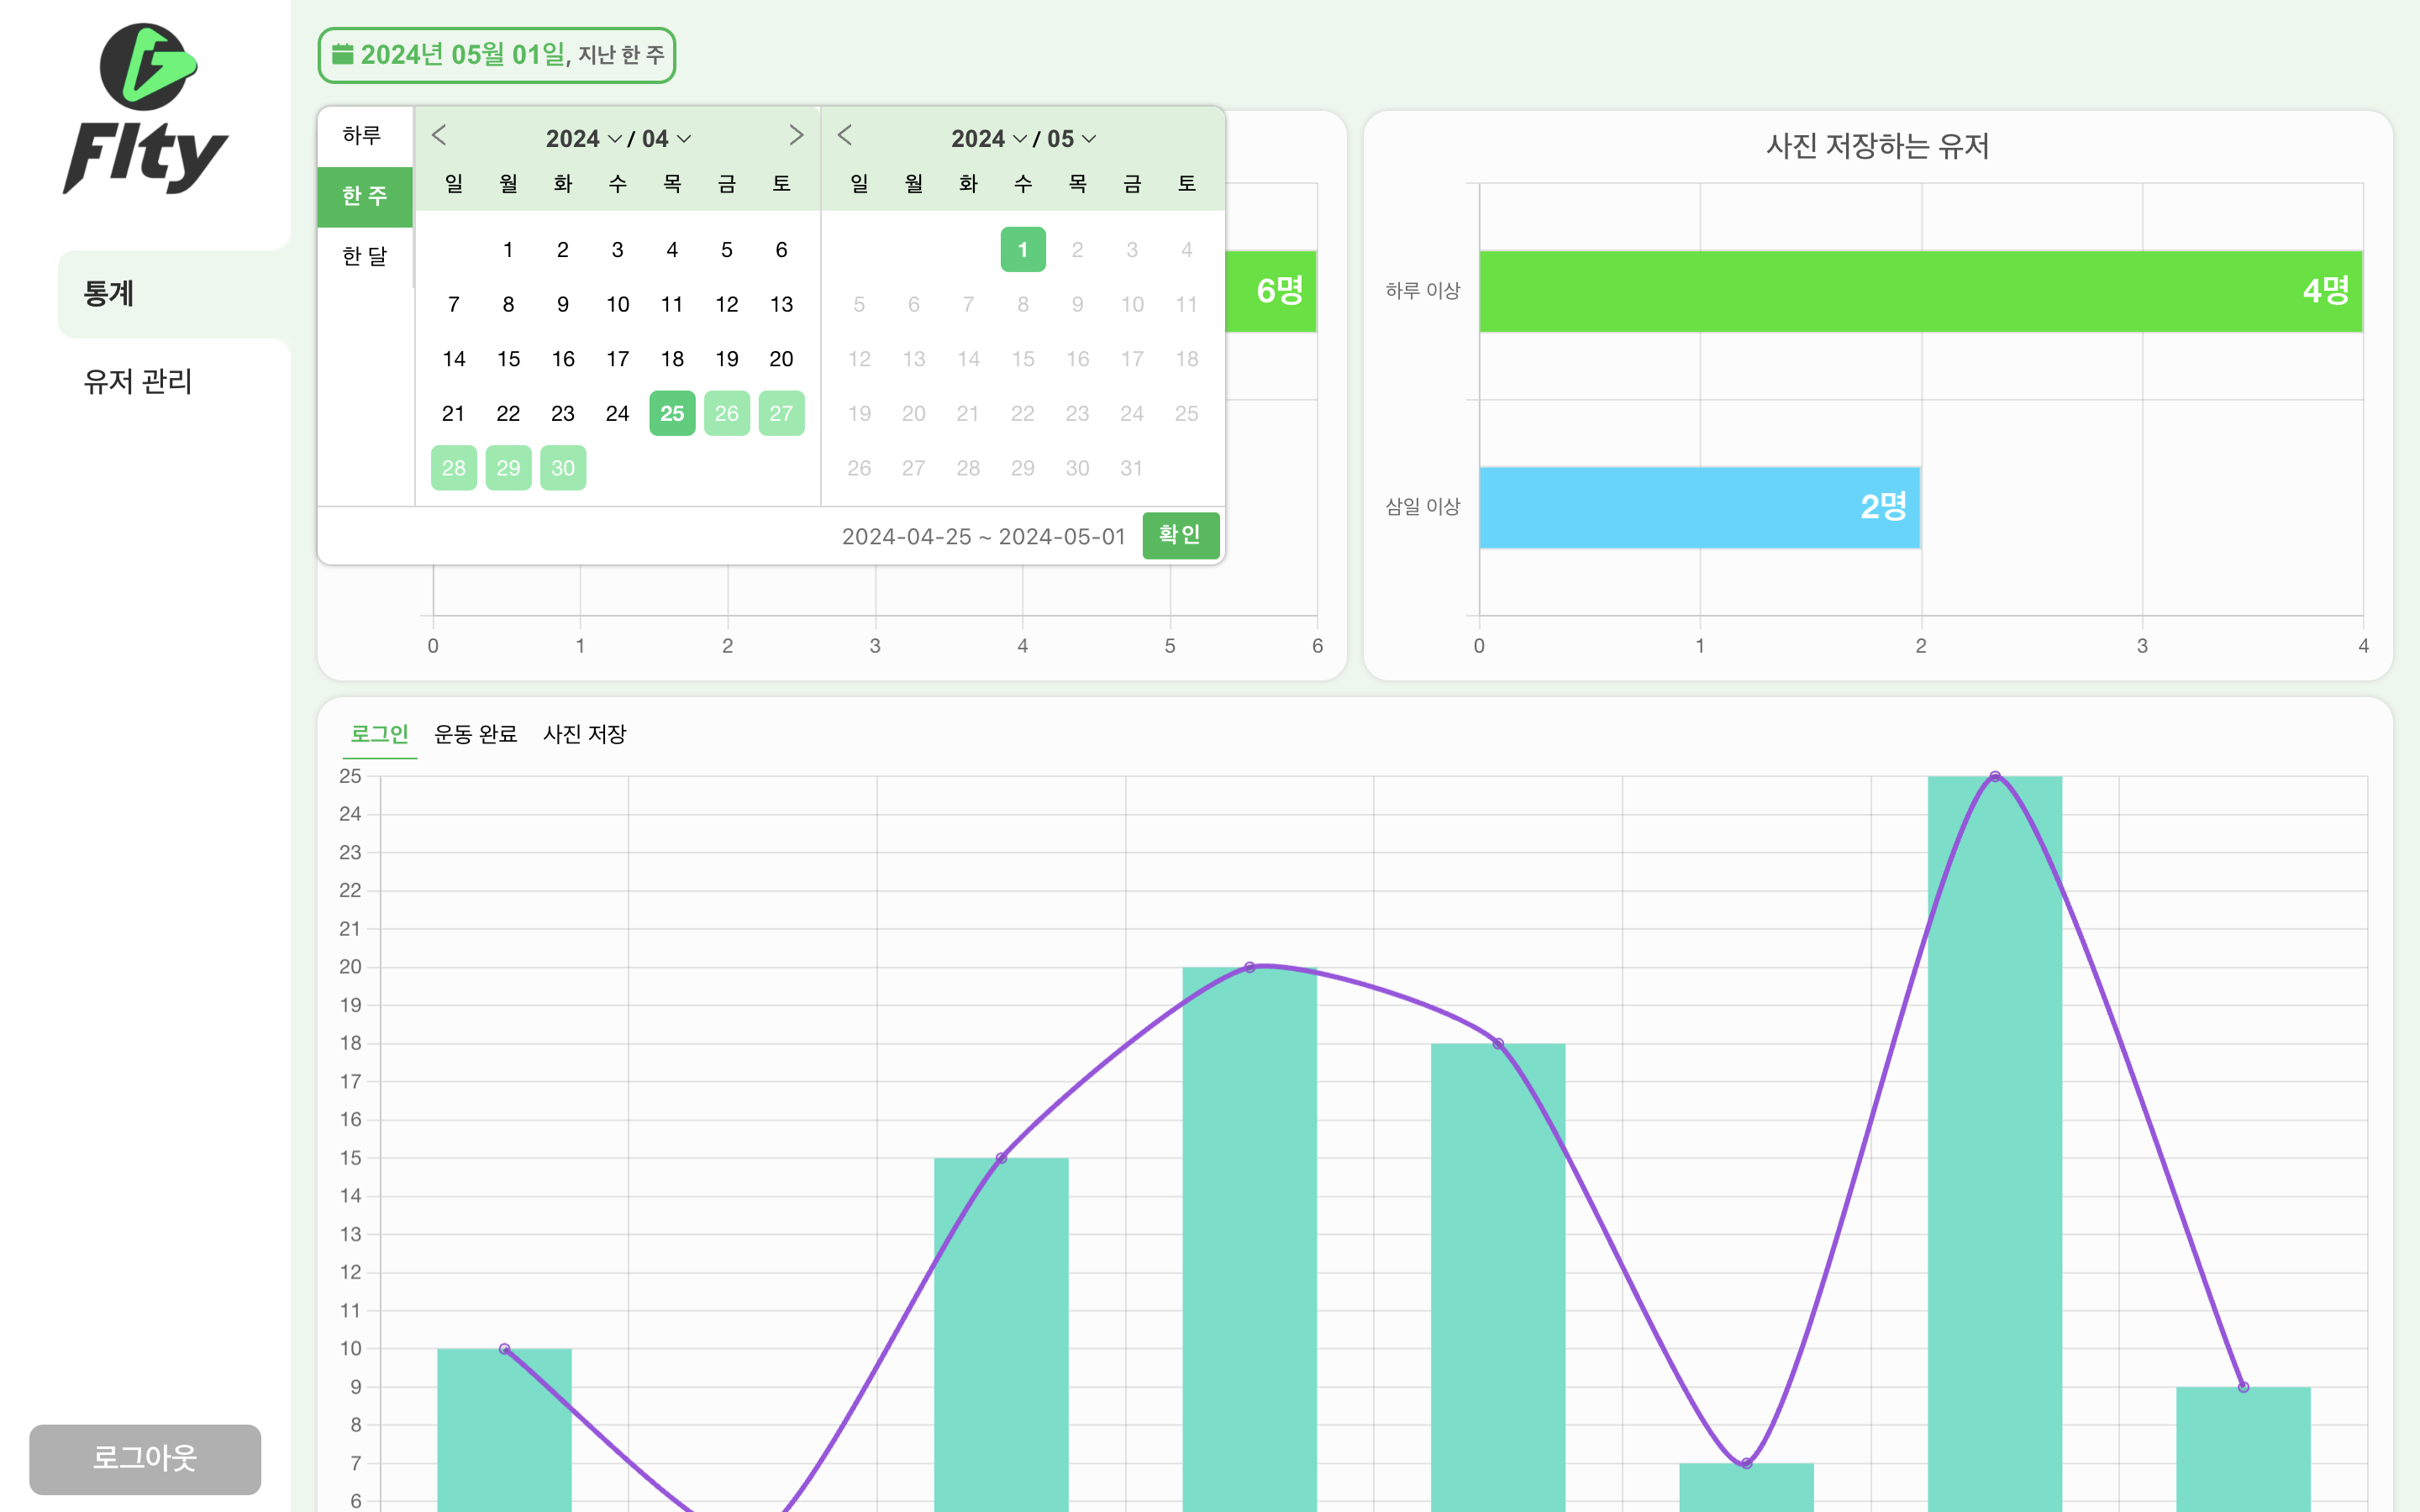 FIty
통계
유저 관리
로그아웃
2024년 05월 01일, 지난 한 주
하루
한 주
한 달
2024 / 04
일 월 화 수 목 금 토
1 2 3 4 5 6
7 8 9 10 11 12 13
14 15 16 17 18 19 20
21 22 23 24 25 26 27
28 29 30
2024 / 05
일 월 화 수 목 금 토
1 2 3 4
5 6 7 8 9 10 11
12 13 14 15 16 17 18
19 20 21 22 23 24 25
26 27 28 29 30 31
2024-04-25 ~ 2024-05-01 확인
6명
0 1 2 3 4 5 6
사진 저장하는 유저
하루 이상 4명
삼일 이상 2명
0 1 2 3 4
로그인 운동 완료 사진 저장
25
24
23
22
21
20
19
18
17
16
15
14
13
12
11
10
9
8
7
6